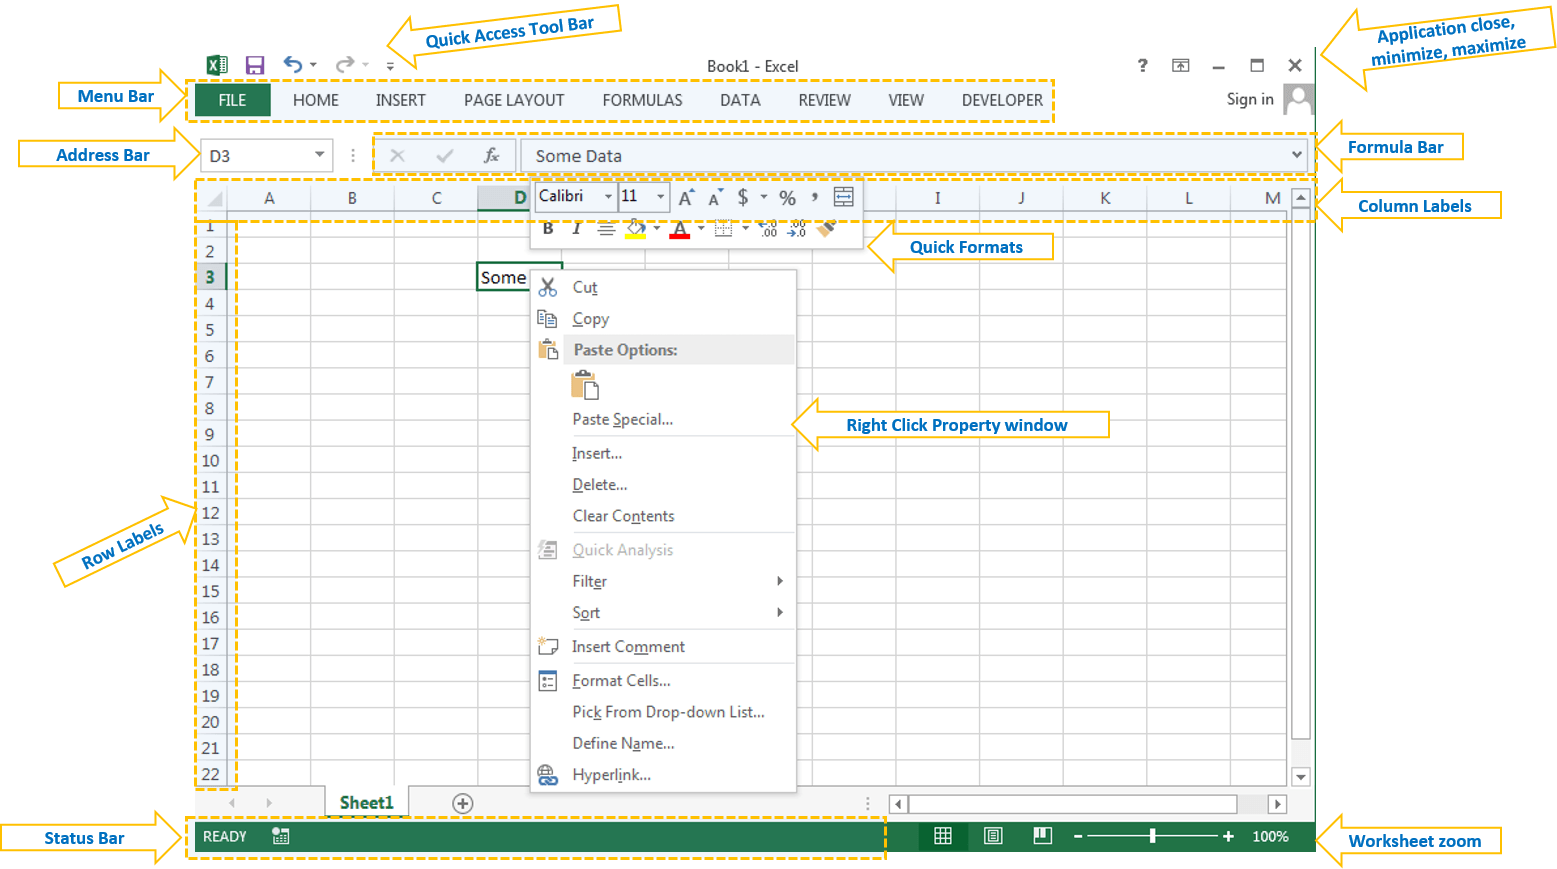 Quick Access Tool Bar
Application close,
minimize, maximize
Book1 - Excel
?
Menu Bar
FILE HOME INSERT PAGE LAYOUT FORMULAS DATA REVIEW VIEW DEVELOPER
Sign in
Address Bar
D3
fx
Some Data
Formula Bar
A B C D I J K L M
Calibri 11 A A $ % ,
Column Labels
B I A .0 .00 .00 .0
Quick Formats
1
2
3 Some
4
5
6
7
8
9
10
11
12
13
14
15
16
17
18
19
20
21
22
Cut
Copy
Paste Options:
Paste Special...
Insert...
Delete...
Clear Contents
Quick Analysis
Filter
Sort
Insert Comment
Format Cells...
Pick From Drop-down List...
Define Name...
Hyperlink...
Right Click Property window
Row Labels
Sheet1
Status Bar
READY
100%
Worksheet zoom